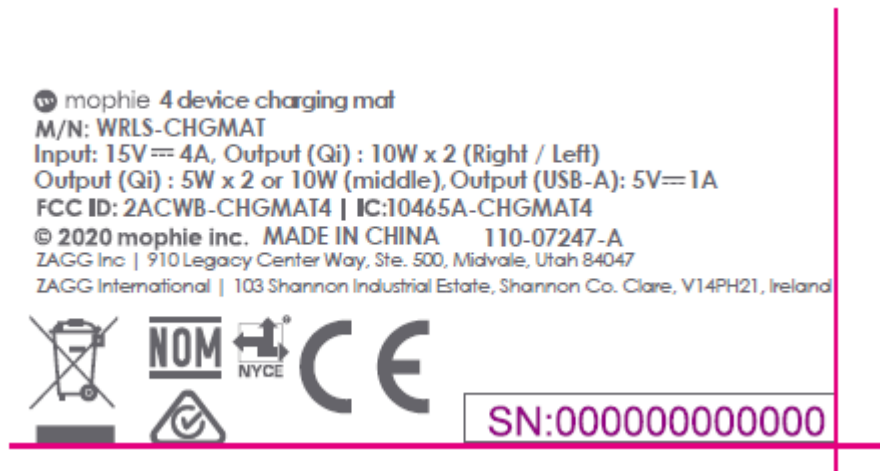 mophie 4 device charging mat
M/N: WRLS-CHGMAT
Input: 15V⎓4A, Output (Qi) : 10W x 2 (Right / Left)
Output (Qi) : 5W x 2 or 10W (middle), Output (USB-A): 5V⎓1A
FCC ID: 2ACWB-CHGMAT4 | IC:10465A-CHGMAT4
© 2020 mophie inc. MADE IN CHINA 110-07247-A
ZAGG Inc | 910 Legacy Center Way, Ste. 500, Midvale, Utah 84047
ZAGG International | 103 Shannon Industrial Estate, Shannon Co. Clare, V14PH21, Ireland
NOM
NYCE
CE
SN:000000000000